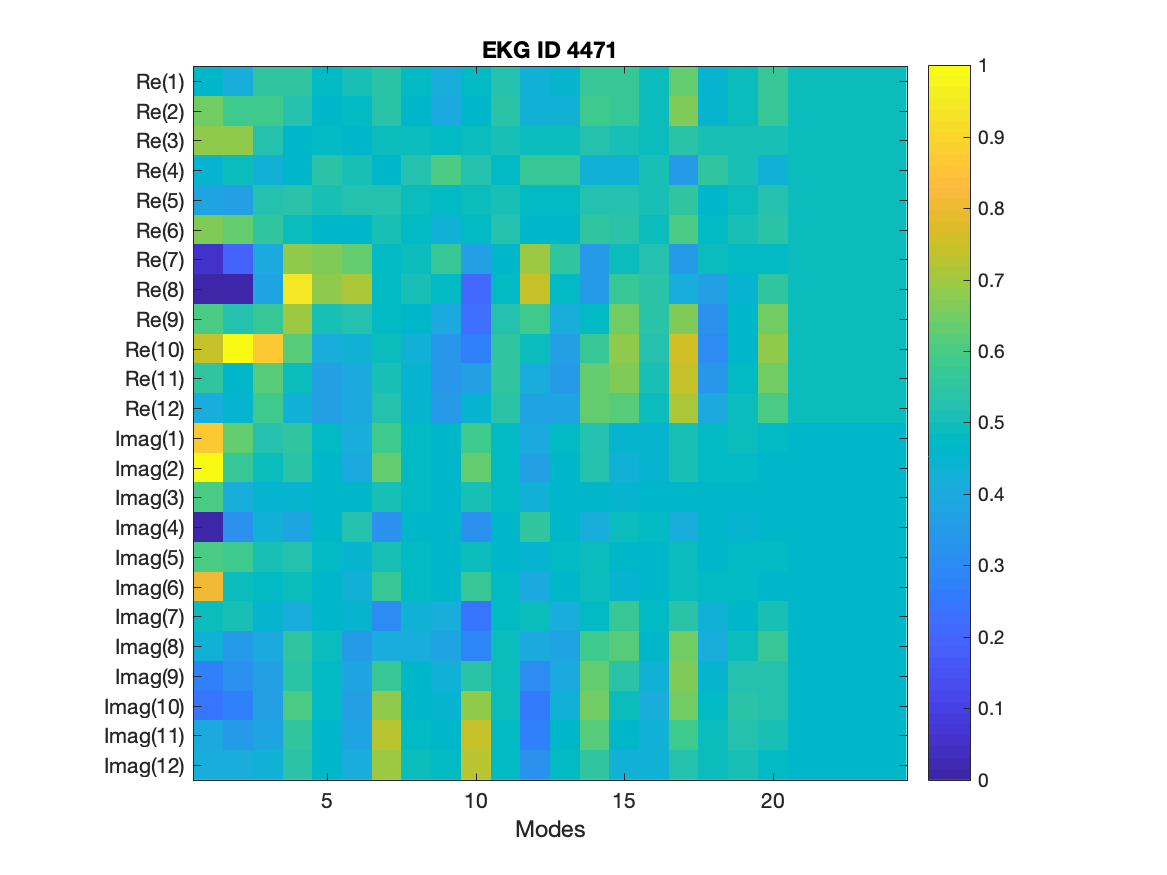 EKG ID 4471
Re(1)
Re(2)
Re(3)
Re(4)
Re(5)
Re(6)
Re(7)
Re(8)
Re(9)
Re(10)
Re(11)
Re(12)
Imag(1)
Imag(2)
Imag(3)
Imag(4)
Imag(5)
Imag(6)
Imag(7)
Imag(8)
Imag(9)
Imag(10)
Imag(11)
Imag(12)
5 10 15 20
Modes
1
0.9
0.8
0.7
0.6
0.5
0.4
0.3
0.2
0.1
0